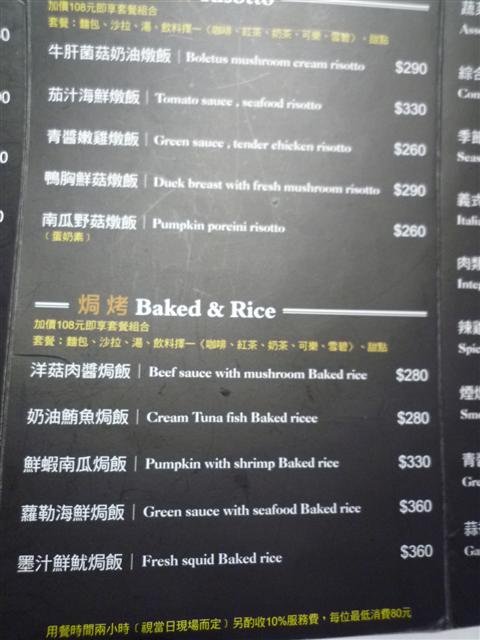 Risotto
加價108元即享套餐組合
套餐：麵包、沙拉、湯、飲料擇一（咖啡、紅茶、奶茶、可樂、雪碧）、甜點
牛肝菌菇奶油燉飯｜Boletus mushroom cream risotto $290
茄汁海鮮燉飯｜Tomato sauce , seafood risotto $330
青醬嫩雞燉飯｜Green sauce , tender chicken risotto $260
鴨胸鮮菇燉飯｜Duck breast with fresh mushroom risotto $290
南瓜野菇燉飯｜Pumpkin porcini risotto $260
（蛋奶素）
焗烤 Baked & Rice
加價108元即享套餐組合
套餐：麵包、沙拉、湯、飲料擇一（咖啡、紅茶、奶茶、可樂、雪碧）、甜點
洋菇肉醬焗飯｜Beef sauce with mushroom Baked rice $280
奶油鮪魚焗飯｜Cream Tuna fish Baked ricee $280
鮮蝦南瓜焗飯｜Pumpkin with shrimp Baked rice $330
蘿勒海鮮焗飯｜Green sauce with seafood Baked rice $360
墨汁鮮魷焗飯｜Fresh squid Baked rice $360
用餐時間兩小時（視當日現場而定）另酌收10%服務費，每位最低消費80元